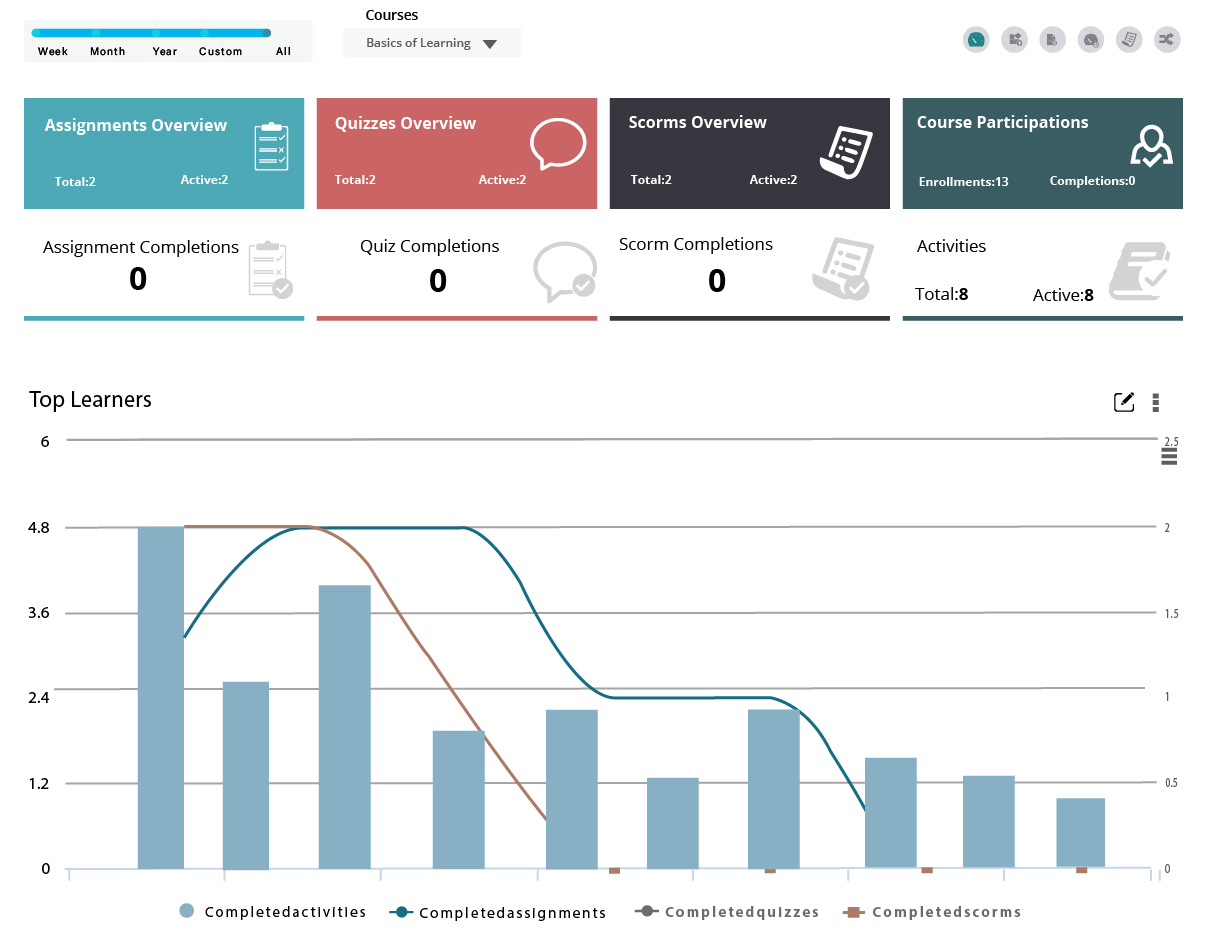 Courses
Week Month Year Custom All
Basics of Learning
Assignments Overview
Total:2 Active:2
Quizzes Overview
Total:2 Active:2
Scorms Overview
Total:2 Active:2
Course Participations
Enrollments:13 Completions:0
Assignment Completions
0
Quiz Completions
0
Scorm Completions
0
Activities
Total:8 Active:8
Top Learners
6 2.5
4.8 2
3.6 1.5
2.4 1
1.2 0.5
0 0
Completedactivities Completedassignments Completedquizzes Completedscorms